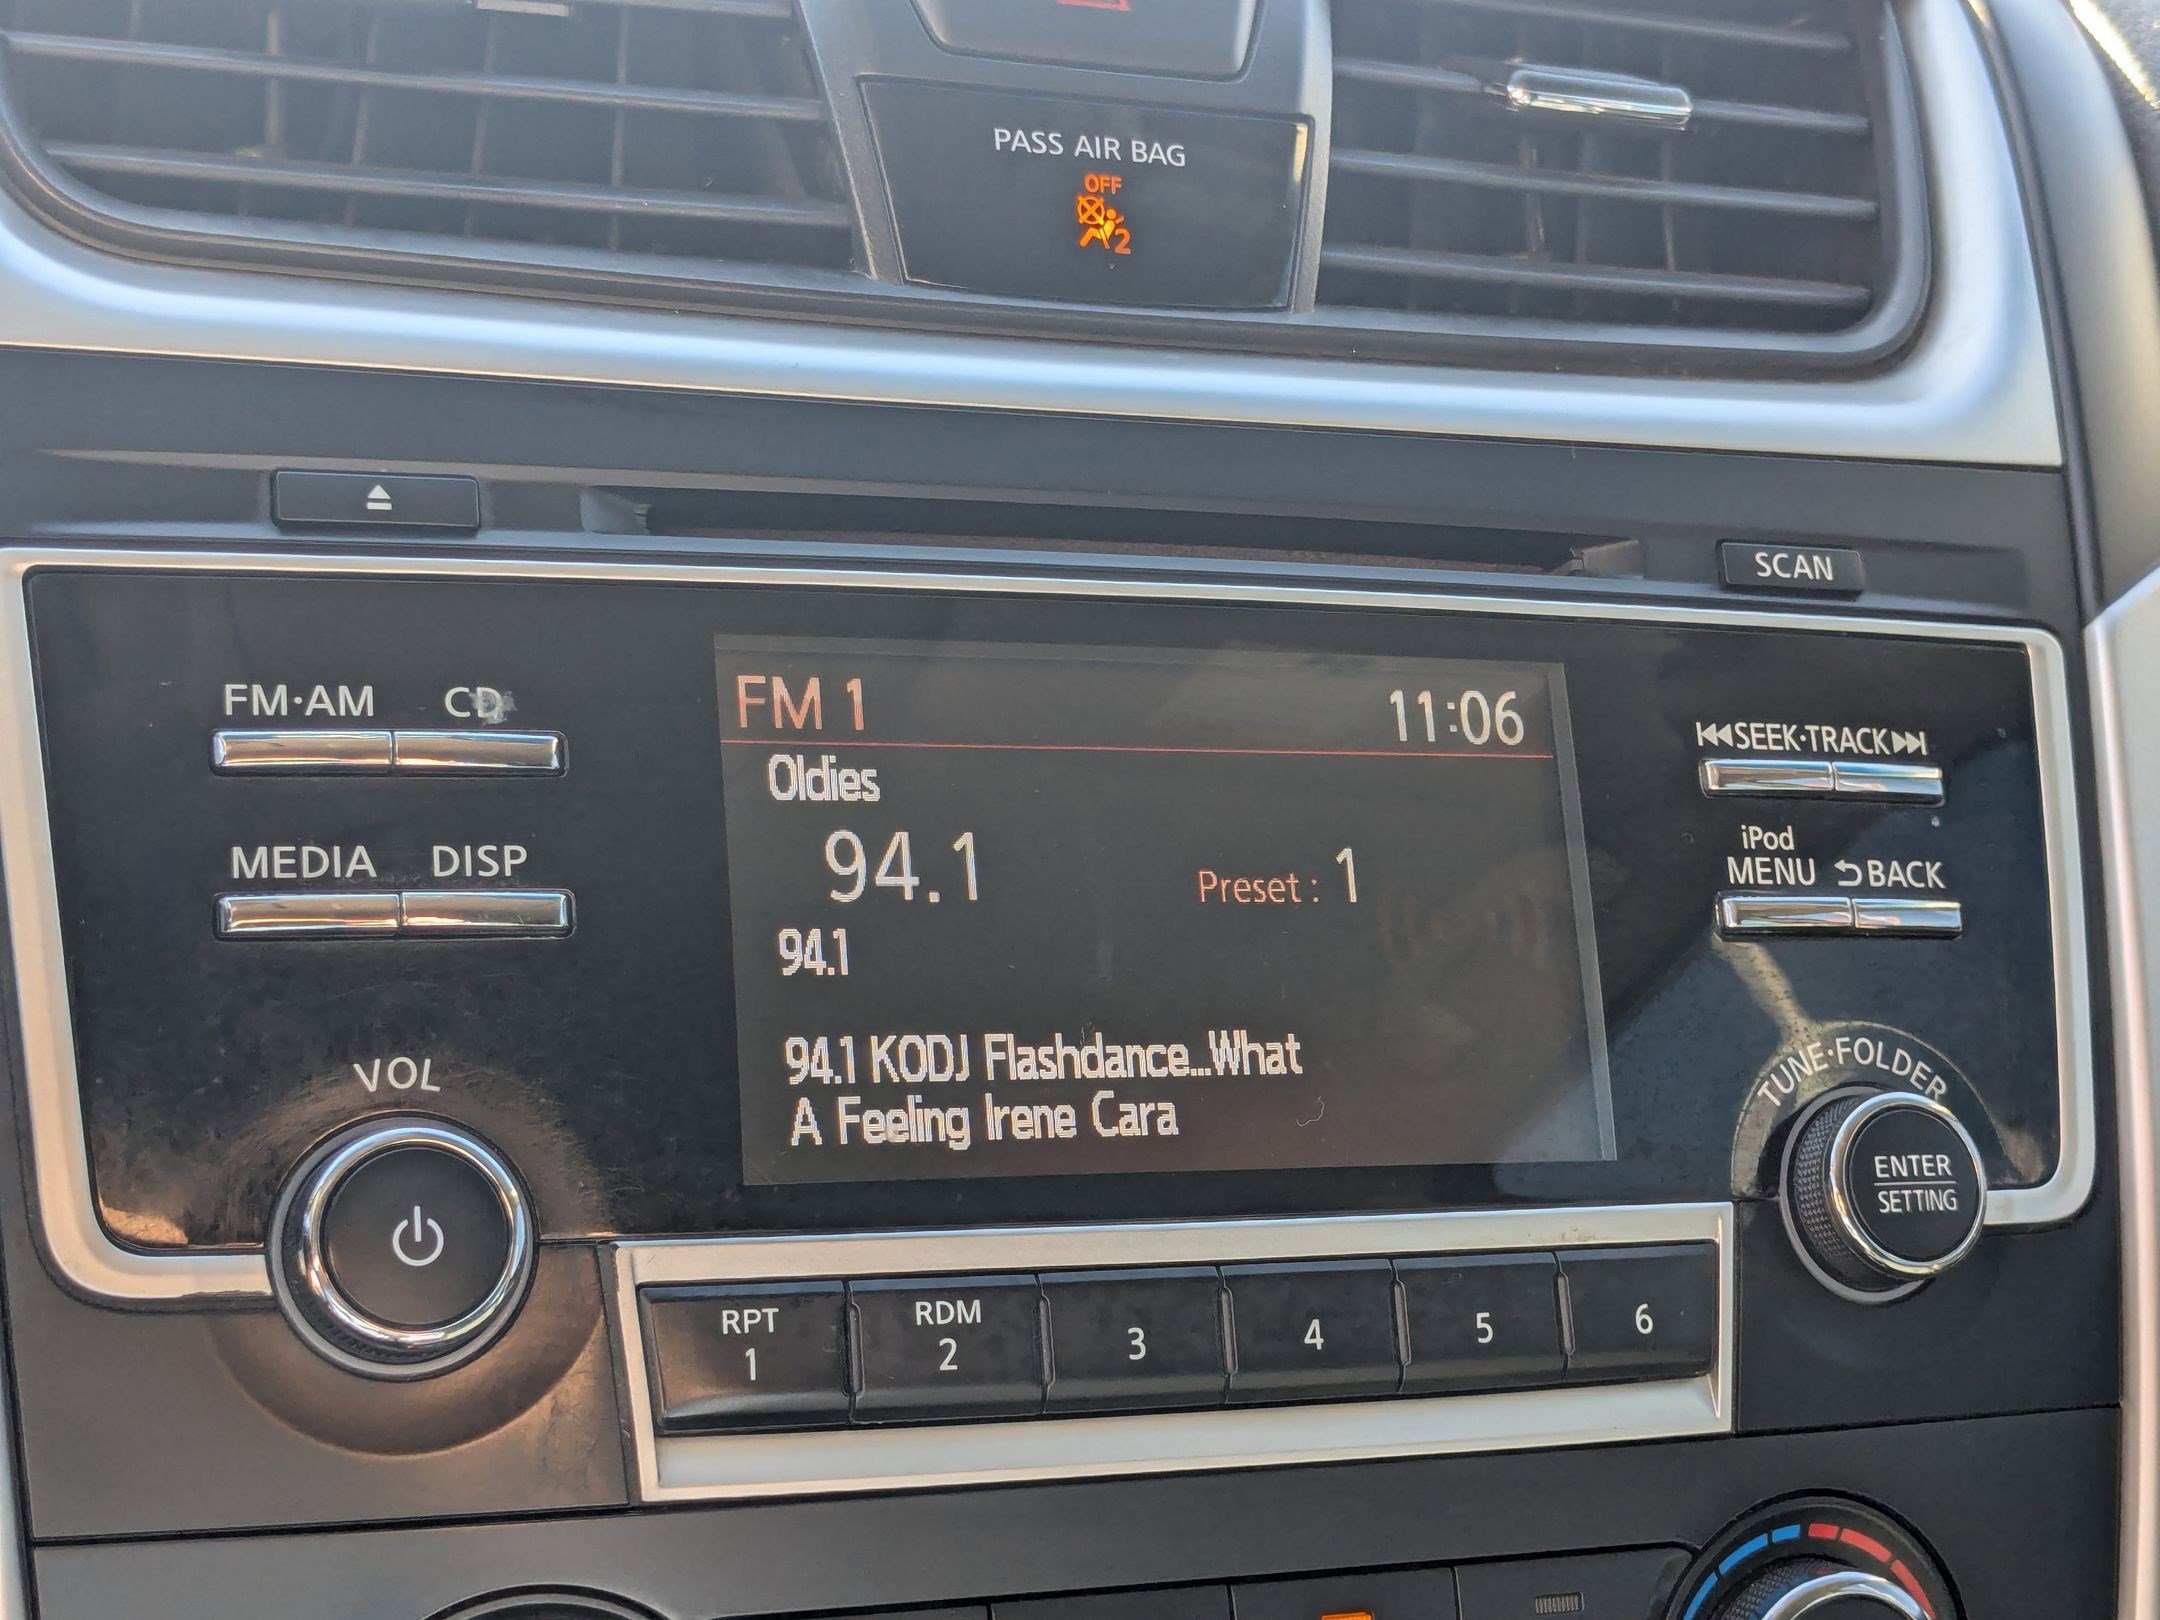 PASS AIR BAG
OFF
2
SCAN
FM·AM CD
MEDIA DISP
VOL
FM 1 11:06
Oldies
94.1 Preset : 1
94.1
94.1 KODJ Flashdance...What
A Feeling Irene Cara
SEEK·TRACK
iPod
MENU BACK
TUNE·FOLDER
ENTER
SETTING
RPT
1
RDM
2
3
4
5
6